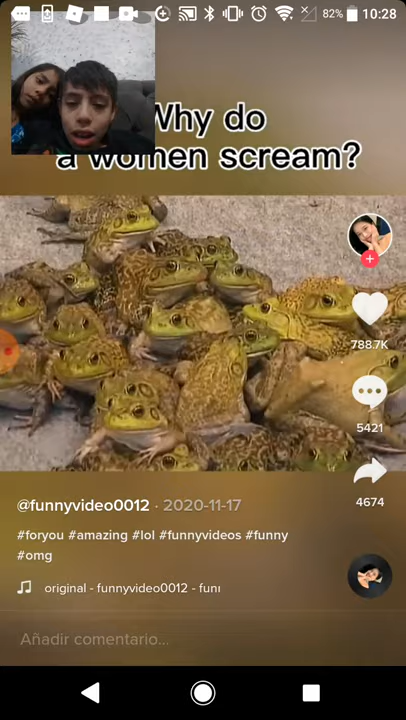 82% 10:28
Why do
a women scream?
788.7K
5421
4674
@funnyvideo0012 · 2020-11-17
#foryou #amazing #lol #funnyvideos #funny
#omg
original - funnyvideo0012 - funı
Añadir comentario...